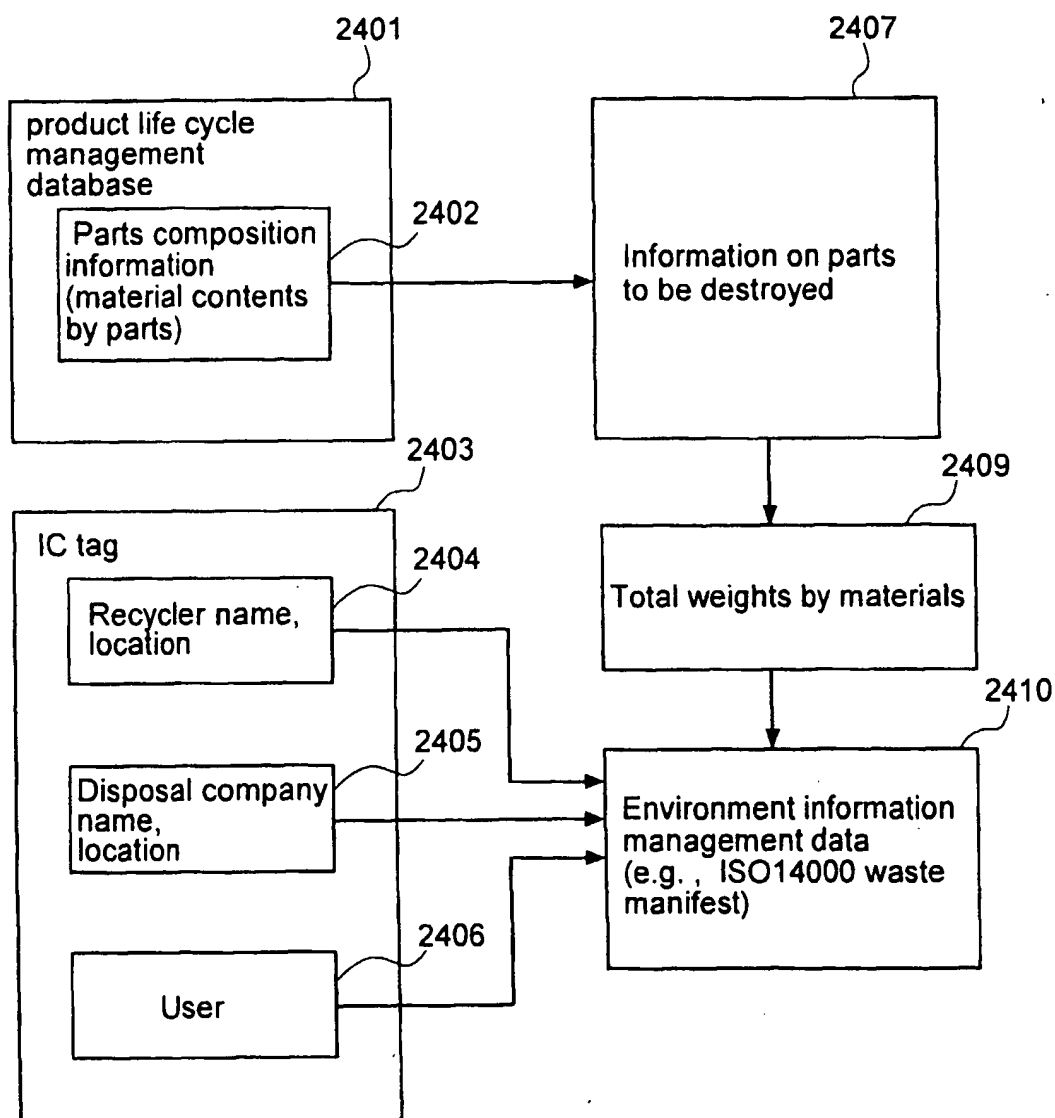 2401
2407
product life cycle
management
database
2402
Parts composition
information
(material contents
by parts)
Information on parts
to be destroyed
2403
2409
IC tag
2404
Recycler name,
location
Total weights by materials
2410
2405
Disposal company
name,
location
Environment information
management data
(e.g. , ISO14000 waste
manifest)
2406
User